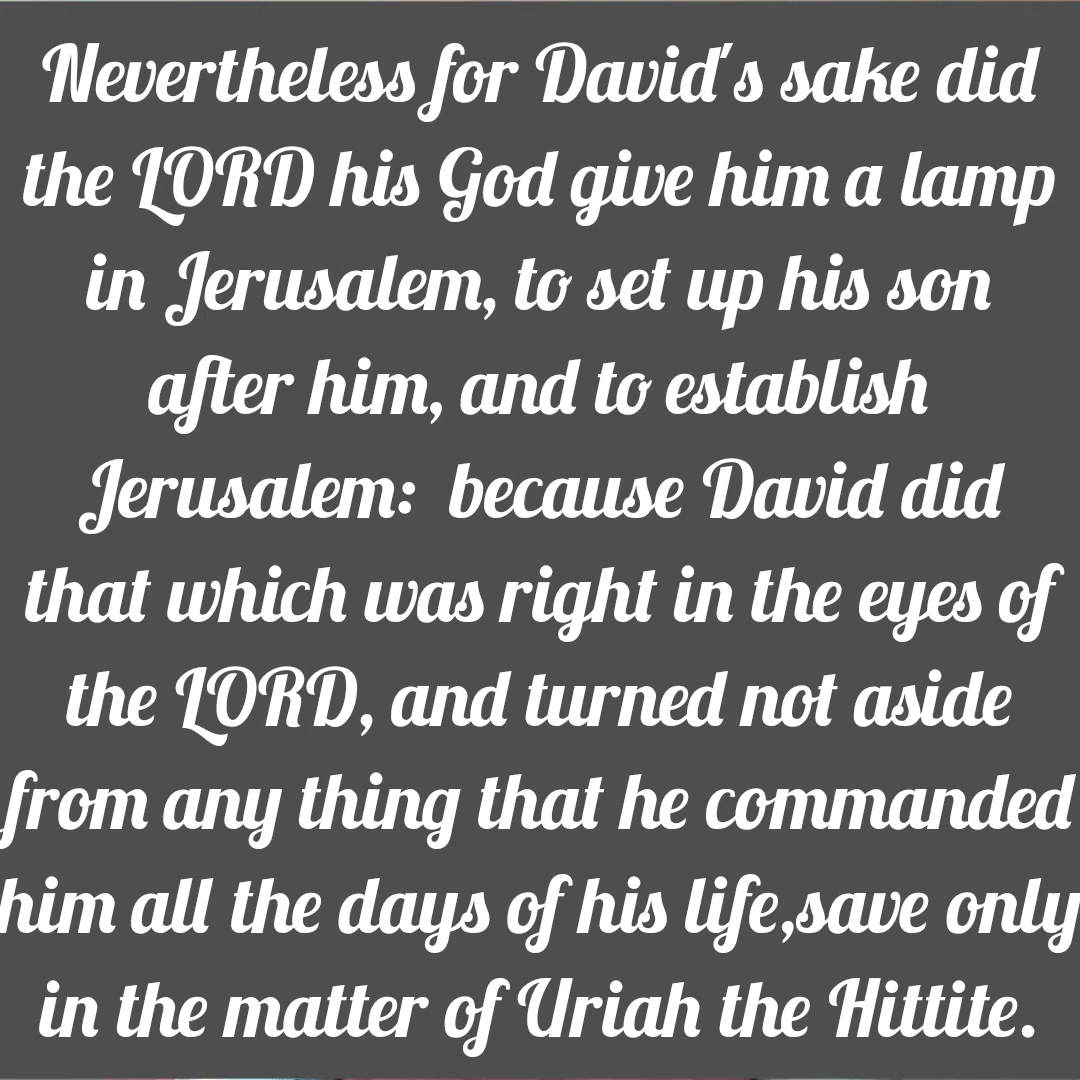 Nevertheless for David's sake did
the LORD his God give him a lamp
in Jerusalem, to set up his son
after him, and to establish
Jerusalem:  because David did
that which was right in the eyes of
the LORD, and turned not aside
from any thing that he commanded
him all the days of his life,save only
in the matter of Uriah the Hittite.